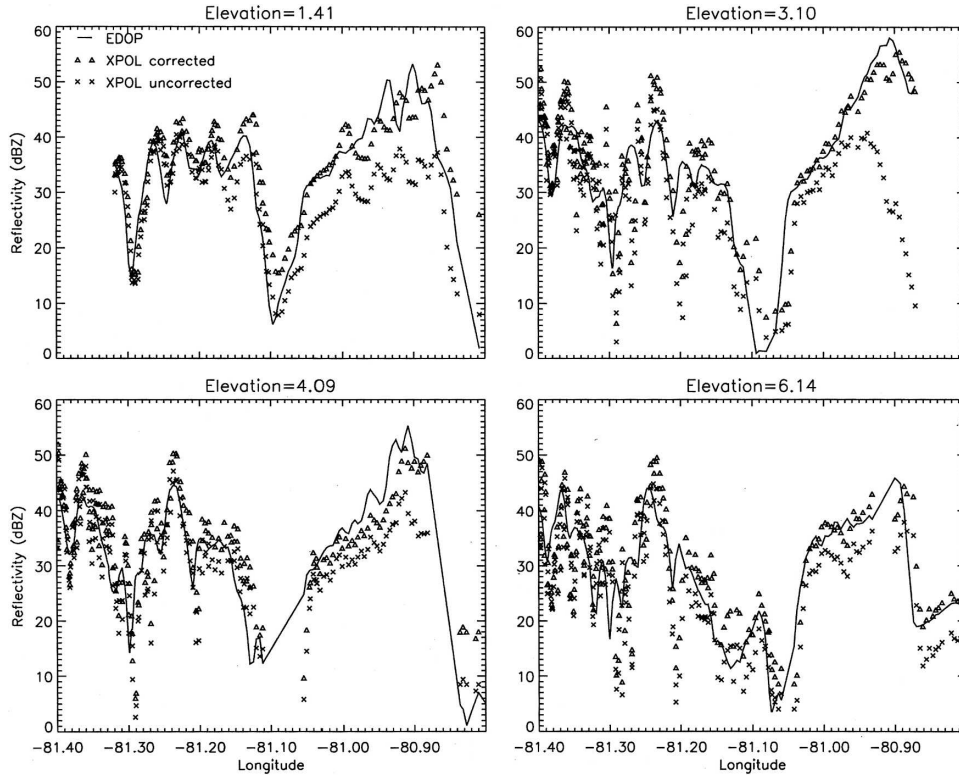 Elevation=1.41
Elevation=3.10
60
50
40
30
20
10
0
Reflectivity (dBZ)
EDOP
XPOL corrected
XPOL uncorrected
60
50
40
30
20
10
0
Elevation=4.09
Elevation=6.14
60
50
40
30
20
10
0
Reflectivity (dBZ)
60
50
40
30
20
10
0
-81.40 -81.30 -81.20 -81.10 -81.00 -80.90
Longitude
-81.40 -81.30 -81.20 -81.10 -81.00 -80.90
Longitude